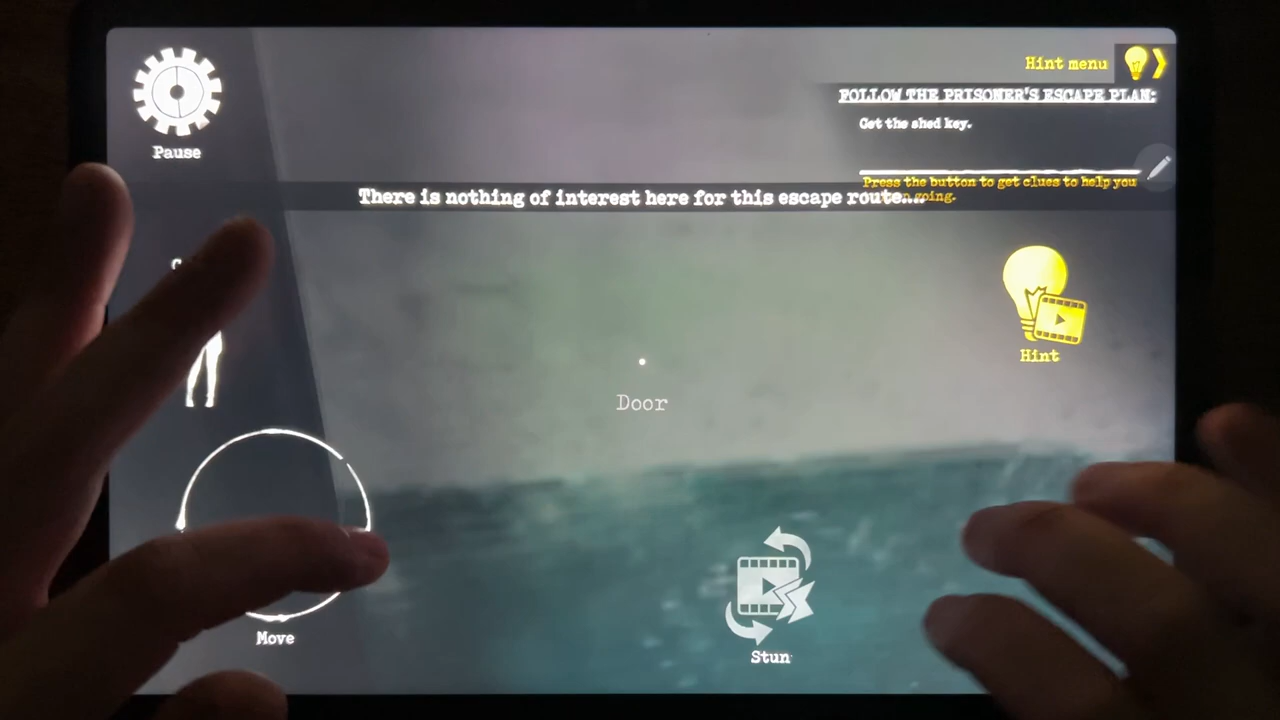 Hint menu
FOLLOW THE PRISONER'S ESCAPE PLAN:
Get the shed key.
Pause
Press the button to get clues to help you
There is nothing of interest here for this escape route...
going.
Hint
Door
Move
Stun